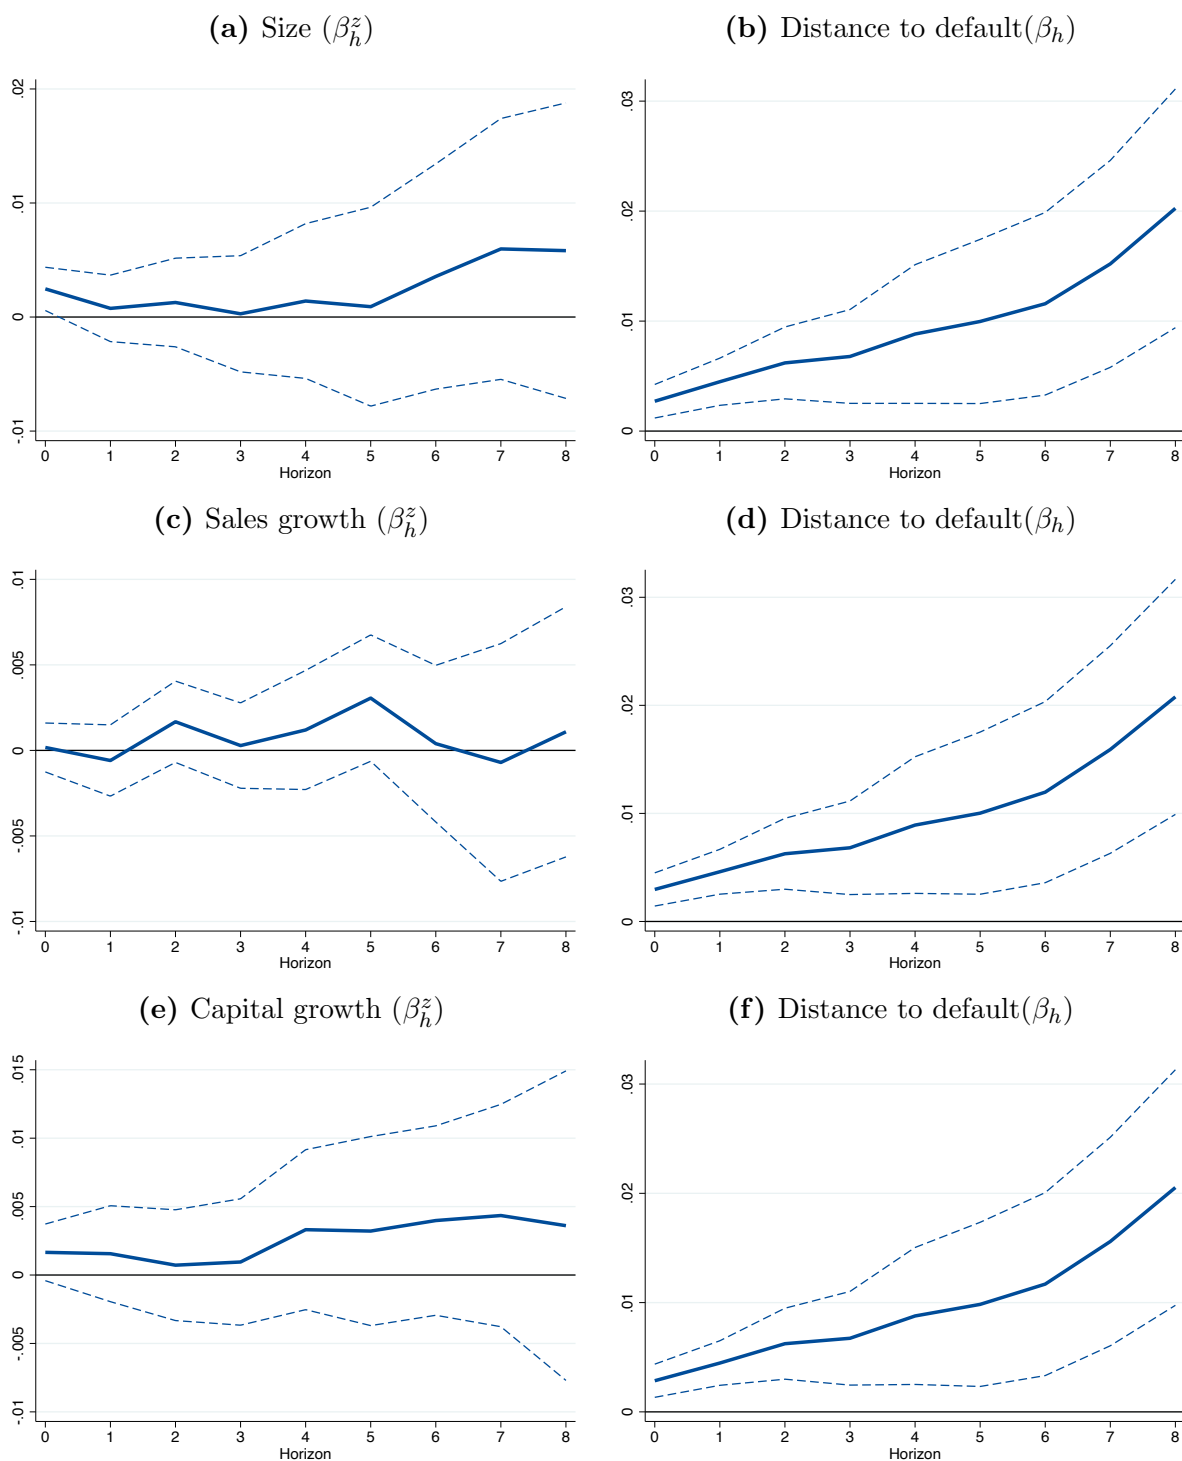 (a) Size (β_h^z)
.02
.01
0
-.01
0 1 2 3 4 5 6 7 8
Horizon
(b) Distance to default(β_h)
.03
.02
.01
0
0 1 2 3 4 5 6 7 8
Horizon
(c) Sales growth (β_h^z)
.01
.005
0
-.005
-.01
0 1 2 3 4 5 6 7 8
Horizon
(d) Distance to default(β_h)
.03
.02
.01
0
0 1 2 3 4 5 6 7 8
Horizon
(e) Capital growth (β_h^z)
.015
.01
.005
0
-.005
-.01
0 1 2 3 4 5 6 7 8
Horizon
(f) Distance to default(β_h)
.03
.02
.01
0
0 1 2 3 4 5 6 7 8
Horizon